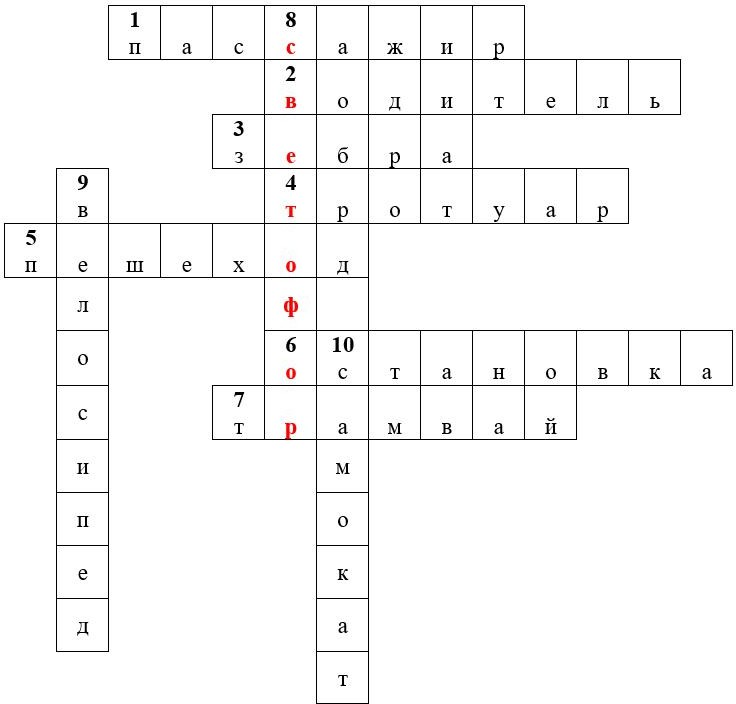 1 8
п а с с а ж и р
2
в о д и т е л ь
3
з е б р а
9 4
в т р о т у а р
5
п е ш е х о д
л ф
6 10
о о с т а н о в к а
7
с т р а м в а й
и м
п о
е к
д а
т